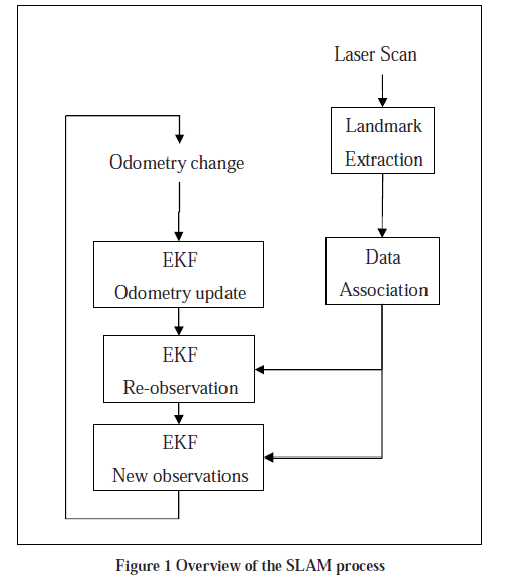 Laser Scan
Landmark
Extraction
Odometry change
EKF
Odometry update
Data
Association
EKF
Re-observation
EKF
New observations
Figure 1 Overview of the SLAM process